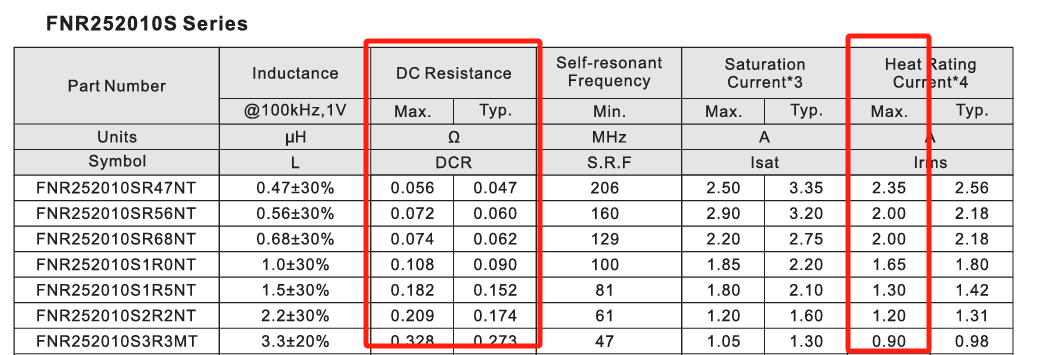 FNR252010S Series
Part Number Inductance DC Resistance Self-resonant Frequency Saturation Current*3 Heat Rating Current*4
@100kHz,1V Max. Typ. Min. Max. Typ. Max. Typ.
Units μH Ω MHz A A
Symbol L DCR S.R.F Isat Irms
FNR252010SR47NT 0.47±30% 0.056 0.047 206 2.50 3.35 2.35 2.56
FNR252010SR56NT 0.56±30% 0.072 0.060 160 2.90 3.20 2.00 2.18
FNR252010SR68NT 0.68±30% 0.074 0.062 129 2.20 2.75 2.00 2.18
FNR252010S1R0NT 1.0±30% 0.108 0.090 100 1.85 2.20 1.65 1.80
FNR252010S1R5NT 1.5±30% 0.182 0.152 81 1.80 2.10 1.30 1.42
FNR252010S2R2NT 2.2±30% 0.209 0.174 61 1.20 1.60 1.20 1.31
FNR252010S3R3MT 3.3±20% 0.328 0.273 47 1.05 1.30 0.90 0.98